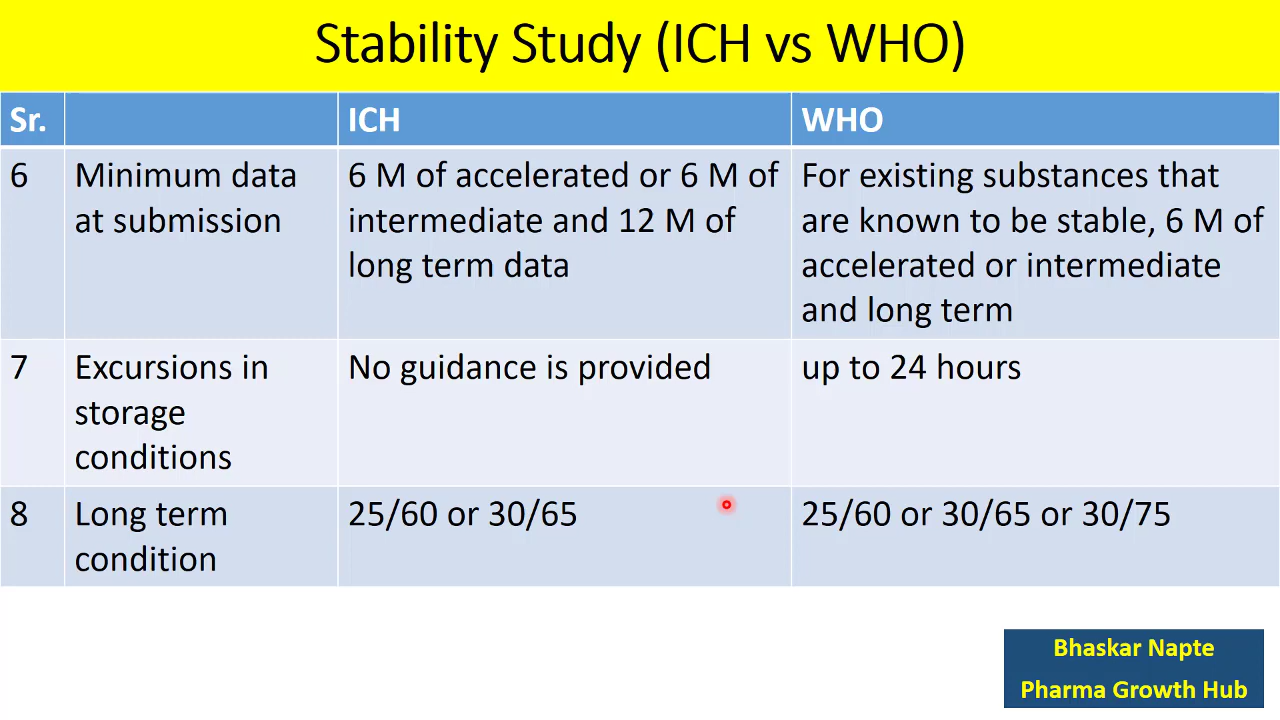 Stability Study (ICH vs WHO)
Sr. ICH WHO
6 Minimum data 6 M of accelerated or 6 M of For existing substances that
at submission intermediate and 12 M of are known to be stable, 6 M of
long term data accelerated or intermediate
and long term
7 Excursions in No guidance is provided up to 24 hours
storage
conditions
8 Long term 25/60 or 30/65 25/60 or 30/65 or 30/75
condition
Bhaskar Napte
Pharma Growth Hub